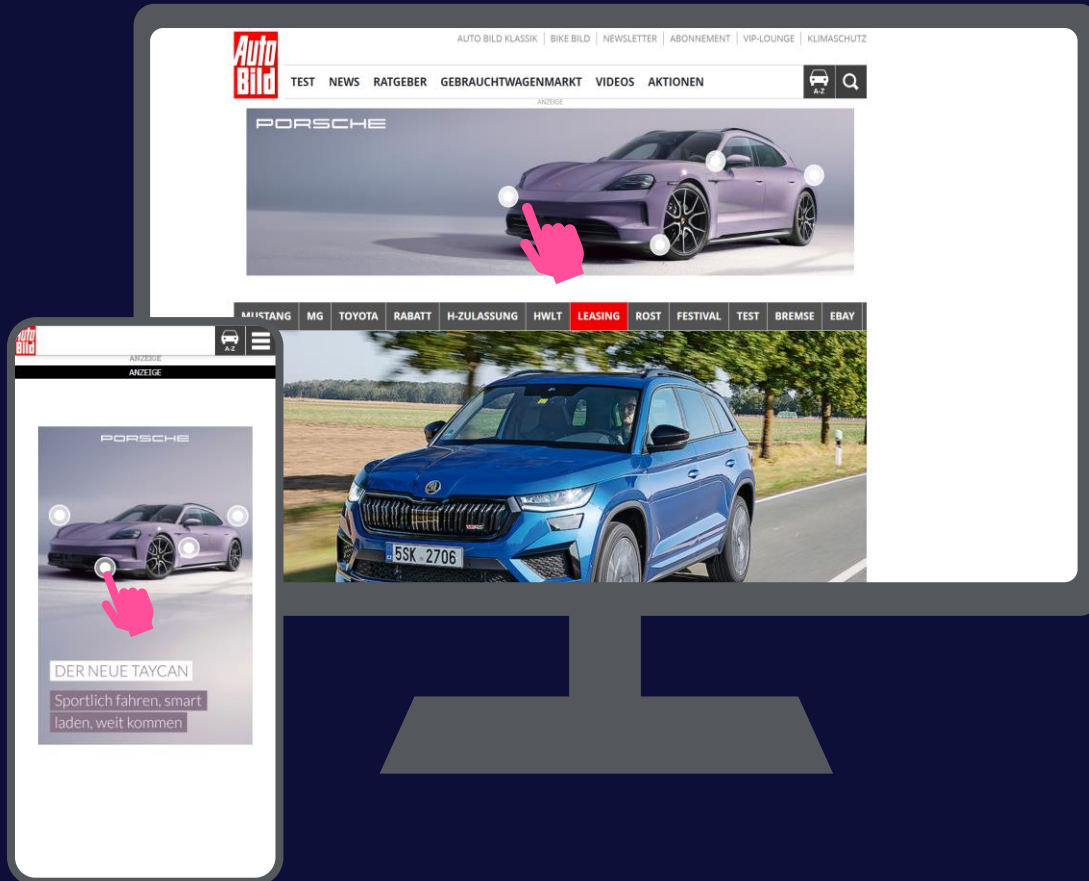 Auto
Bild
AUTO BILD KLASSIK | BIKE BILD | NEWSLETTER | ABONNEMENT | VIP-LOUNGE | KLIMASCHUTZ
TEST NEWS RATGEBER GEBRAUCHTWAGENMARKT VIDEOS AKTIONEN
A-Z
ANZEIGE
PORSCHE
MUSTANG MG TOYOTA RABATT H-ZULASSUNG HWLT LEASING ROST FESTIVAL TEST BREMSE EBAY
5SK 2706
Auto
Bild
A-Z
ANZEIGE
ANZEIGE
PORSCHE
DER NEUE TAYCAN
Sportlich fahren, smart
laden, weit kommen